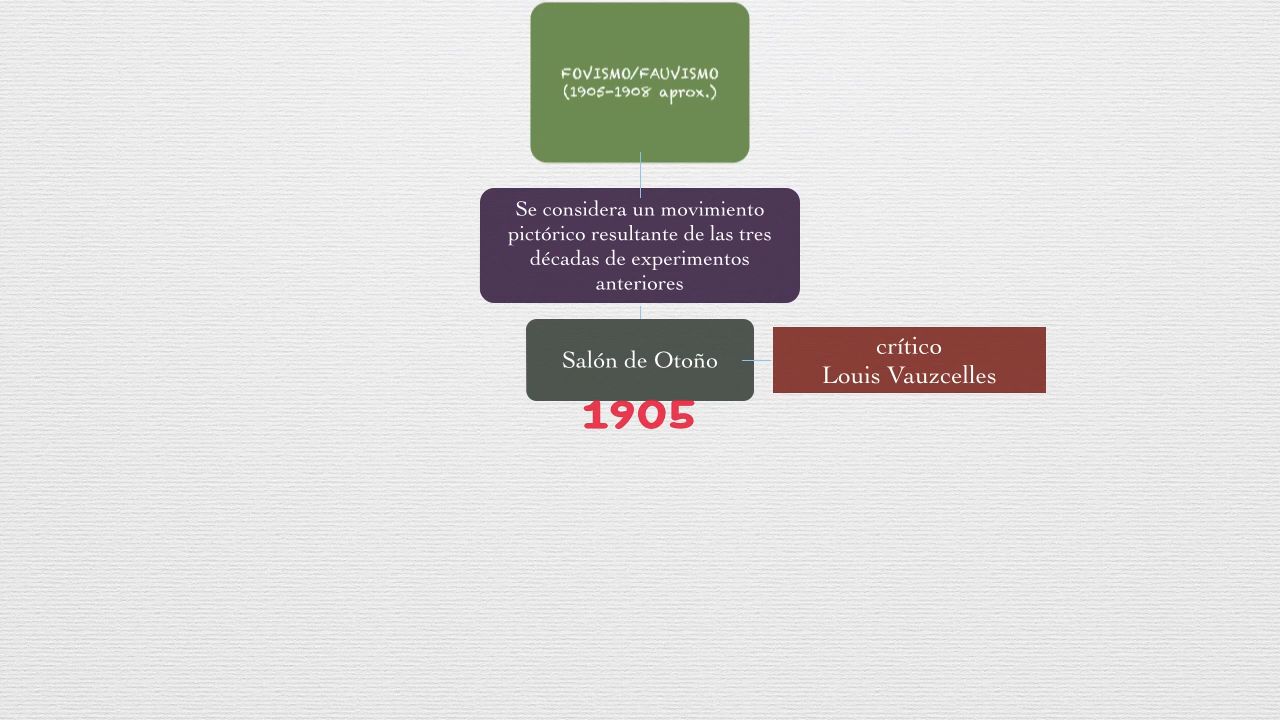 FOVISMO/FAUVISMO
(1905-1908 aprox.)
Se considera un movimiento
pictórico resultante de las tres
décadas de experimentos
anteriores
Salón de Otoño
crítico
Louis Vauzcelles
1905